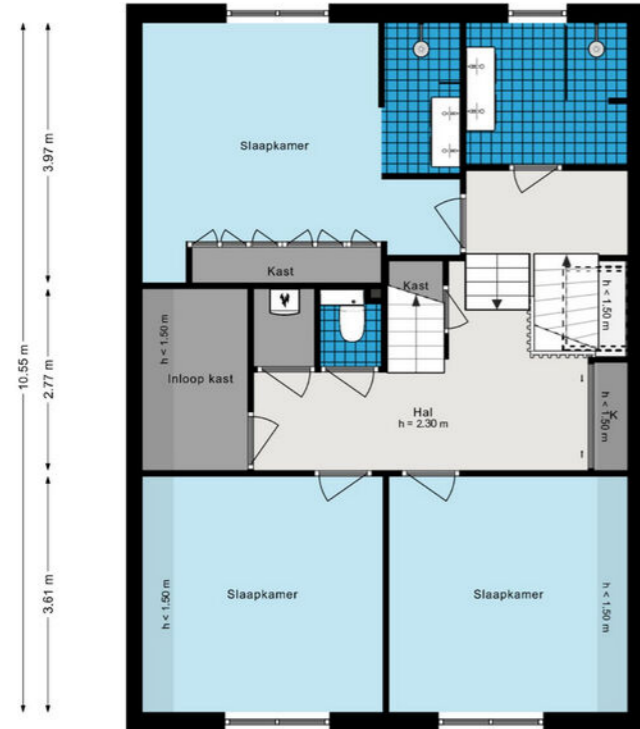 Slaapkamer
3.97 m
Kast
Kast
h < 1.50 m
h < 1.50 m
10.55 m
2.77 m
Inloop kast
Hal
h = 2.30 m
K
h < 1.50 m
h < 1.50 m
Slaapkamer
Slaapkamer
h < 1.50 m
3.61 m